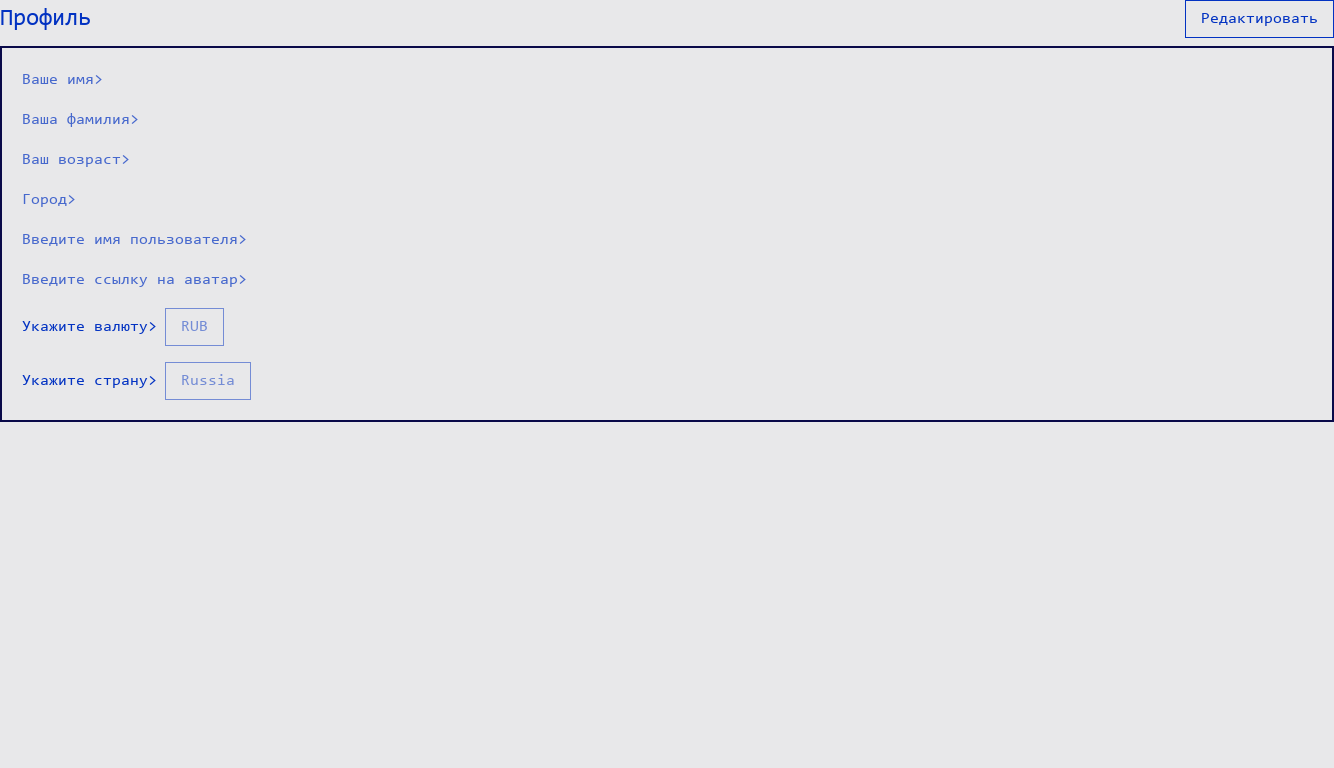 Профиль
Редактировать
Ваше имя>
Ваша фамилия>
Ваш возраст>
Город>
Введите имя пользователя>
Введите ссылку на аватар>
Укажите валюту> RUB
Укажите страну> Russia